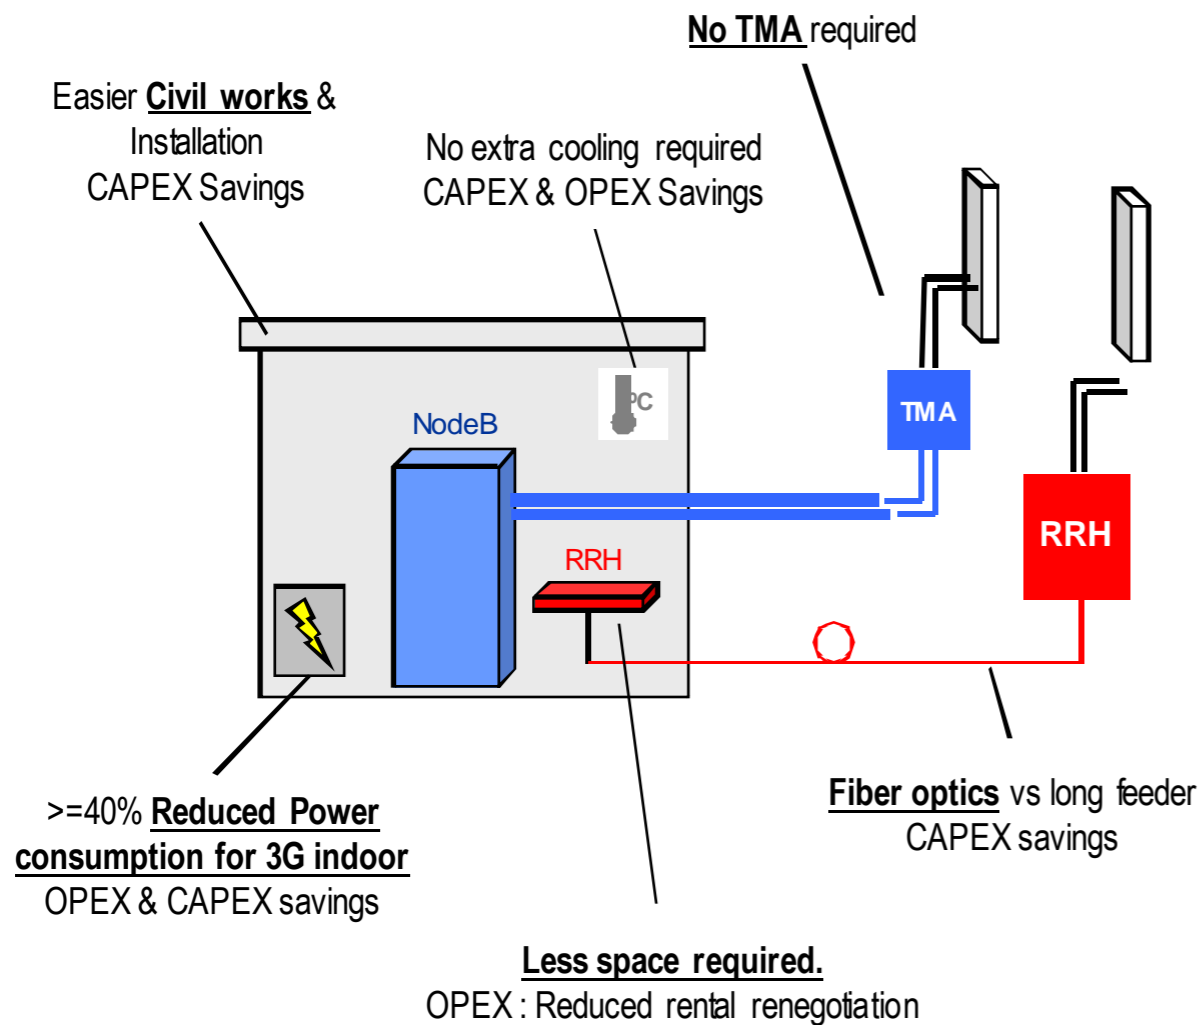 No TMA required
Easier Civil works &
Installation
CAPEX Savings
No extra cooling required
CAPEX & OPEX Savings
TMA
NodeB
°C
RRH
RRH
Fiber optics vs long feeder
CAPEX savings
>=40% Reduced Power
consumption for 3G indoor
OPEX & CAPEX savings
Less space required.
OPEX : Reduced rental renegotiation